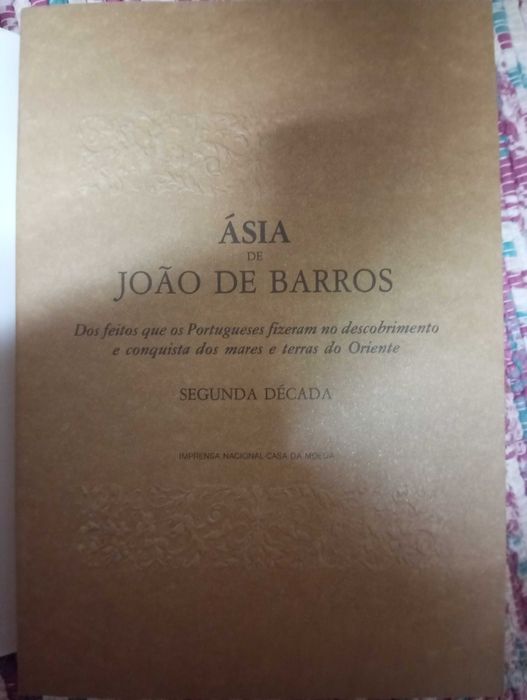 ÁSIA
DE
JOÃO DE BARROS
Dos feitos que os Portugueses fizeram no descobrimento
e conquista dos mares e terras do Oriente
SEGUNDA DÉCADA
IMPRENSA NACIONAL-CASA DA MOEDA